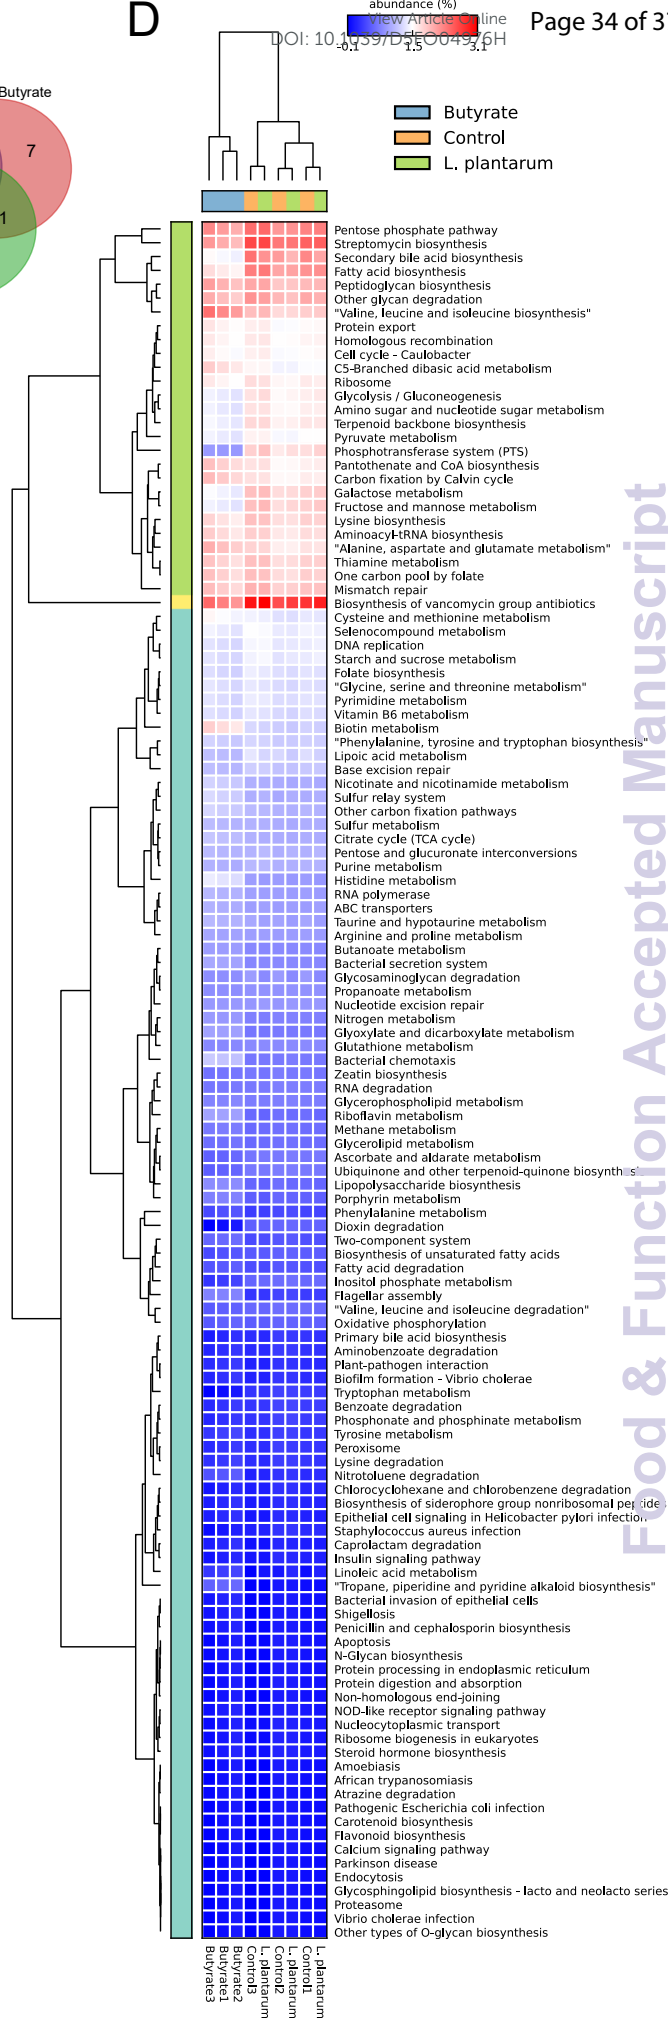 D
abundance (%)
View Article Online
Page 34 of 3
DOI: 10.1039/D5FO04976H
-0.1 1.5 3.1
Butyrate
7
1
Butyrate
Control
L. plantarum
Pentose phosphate pathway
Streptomycin biosynthesis
Secondary bile acid biosynthesis
Fatty acid biosynthesis
Peptidoglycan biosynthesis
Other glycan degradation
"Valine, leucine and isoleucine biosynthesis"
Protein export
Homologous recombination
Cell cycle - Caulobacter
C5-Branched dibasic acid metabolism
Ribosome
Glycolysis / Gluconeogenesis
Amino sugar and nucleotide sugar metabolism
Terpenoid backbone biosynthesis
Pyruvate metabolism
Phosphotransferase system (PTS)
Pantothenate and CoA biosynthesis
Carbon fixation by Calvin cycle
Galactose metabolism
Fructose and mannose metabolism
Lysine biosynthesis
Aminoacyl-tRNA biosynthesis
"Alanine, aspartate and glutamate metabolism"
Thiamine metabolism
One carbon pool by folate
Mismatch repair
Biosynthesis of vancomycin group antibiotics
Cysteine and methionine metabolism
Selenocompound metabolism
DNA replication
Starch and sucrose metabolism
Folate biosynthesis
"Glycine, serine and threonine metabolism"
Pyrimidine metabolism
Vitamin B6 metabolism
Biotin metabolism
"Phenylalanine, tyrosine and tryptophan biosynthesis"
Lipoic acid metabolism
Base excision repair
Nicotinate and nicotinamide metabolism
Sulfur relay system
Other carbon fixation pathways
Sulfur metabolism
Citrate cycle (TCA cycle)
Pentose and glucuronate interconversions
Purine metabolism
Histidine metabolism
RNA polymerase
ABC transporters
Taurine and hypotaurine metabolism
Arginine and proline metabolism
Butanoate metabolism
Bacterial secretion system
Glycosaminoglycan degradation
Propanoate metabolism
Nucleotide excision repair
Nitrogen metabolism
Glyoxylate and dicarboxylate metabolism
Glutathione metabolism
Bacterial chemotaxis
Zeatin biosynthesis
RNA degradation
Glycerophospholipid metabolism
Riboflavin metabolism
Methane metabolism
Glycerolipid metabolism
Ascorbate and aldarate metabolism
Ubiquinone and other terpenoid-quinone biosynthesis
Lipopolysaccharide biosynthesis
Porphyrin metabolism
Phenylalanine metabolism
Dioxin degradation
Two-component system
Biosynthesis of unsaturated fatty acids
Fatty acid degradation
Inositol phosphate metabolism
Flagellar assembly
"Valine, leucine and isoleucine degradation"
Oxidative phosphorylation
Primary bile acid biosynthesis
Aminobenzoate degradation
Plant-pathogen interaction
Biofilm formation - Vibrio cholerae
Tryptophan metabolism
Benzoate degradation
Phosphonate and phosphinate metabolism
Tyrosine metabolism
Peroxisome
Lysine degradation
Nitrotoluene degradation
Chlorocyclohexane and chlorobenzene degradation
Biosynthesis of siderophore group nonribosomal peptides
Epithelial cell signaling in Helicobacter pylori infection
Staphylococcus aureus infection
Caprolactam degradation
Insulin signaling pathway
Linoleic acid metabolism
"Tropane, piperidine and pyridine alkaloid biosynthesis"
Bacterial invasion of epithelial cells
Shigellosis
Penicillin and cephalosporin biosynthesis
Apoptosis
N-Glycan biosynthesis
Protein processing in endoplasmic reticulum
Protein digestion and absorption
Non-homologous end-joining
NOD-like receptor signaling pathway
Nucleocytoplasmic transport
Ribosome biogenesis in eukaryotes
Steroid hormone biosynthesis
Amoebiasis
African trypanosomiasis
Atrazine degradation
Pathogenic Escherichia coli infection
Carotenoid biosynthesis
Flavonoid biosynthesis
Calcium signaling pathway
Parkinson disease
Endocytosis
Glycosphingolipid biosynthesis - lacto and neolacto series
Proteasome
Vibrio cholerae infection
Other types of O-glycan biosynthesis
Butyrate3
Butyrate1
Butyrate2
Control3
L. plantarum
Control2
L. plantarum
Control1
L. plantarum
Food & Function Accepted Manuscript